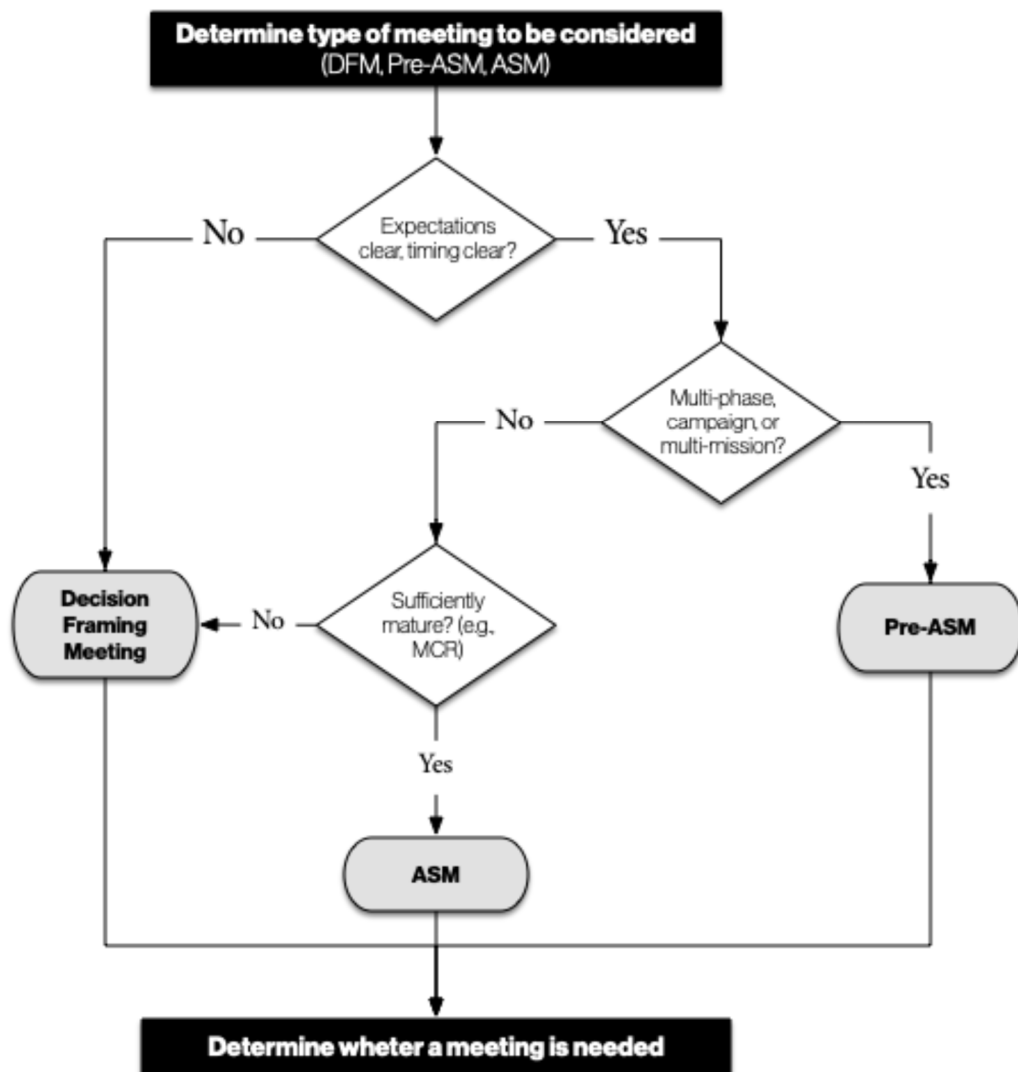 Determine type of meeting to be considered
(DFM, Pre-ASM, ASM)
Expectations
clear, timing clear?
No
Yes
Multi-phase,
campaign, or
multi-mission?
No
Yes
Decision
Framing
Meeting
No
Sufficiently
mature? (e.g.,
MCR)
Pre-ASM
Yes
ASM
Determine wheter a meeting is needed